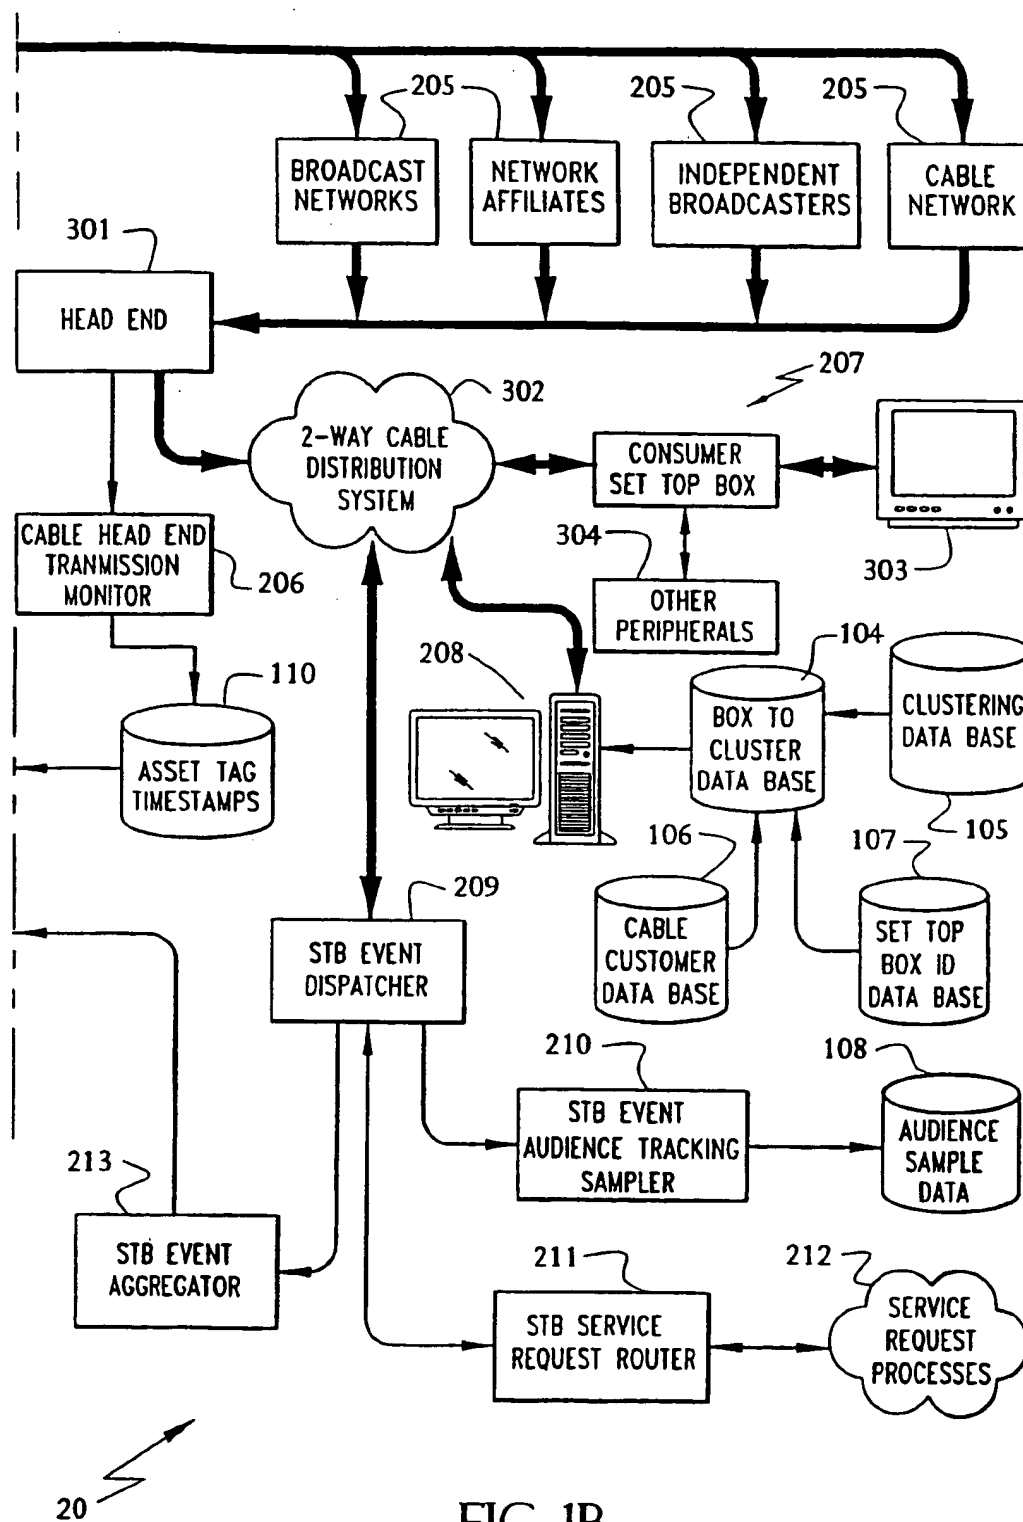 205
205
205
205
BROADCAST
NETWORKS
NETWORK
AFFILIATES
INDEPENDENT
BROADCASTERS
CABLE
NETWORK
301
HEAD END
207
302
2-WAY CABLE
DISTRIBUTION
SYSTEM
CONSUMER
SET TOP BOX
303
CABLE HEAD END
TRANMISSION
MONITOR
206
304
OTHER
PERIPHERALS
110
ASSET TAG
TIMESTAMPS
208
104
BOX TO
CLUSTER
DATA BASE
CLUSTERING
DATA BASE
105
106
CABLE
CUSTOMER
DATA BASE
107
SET TOP
BOX ID
DATA BASE
209
STB EVENT
DISPATCHER
210
STB EVENT
AUDIENCE TRACKING
SAMPLER
108
AUDIENCE
SAMPLE
DATA
213
STB EVENT
AGGREGATOR
211
STB SERVICE
REQUEST ROUTER
212
SERVICE
REQUEST
PROCESSES
20
FIG. 1B